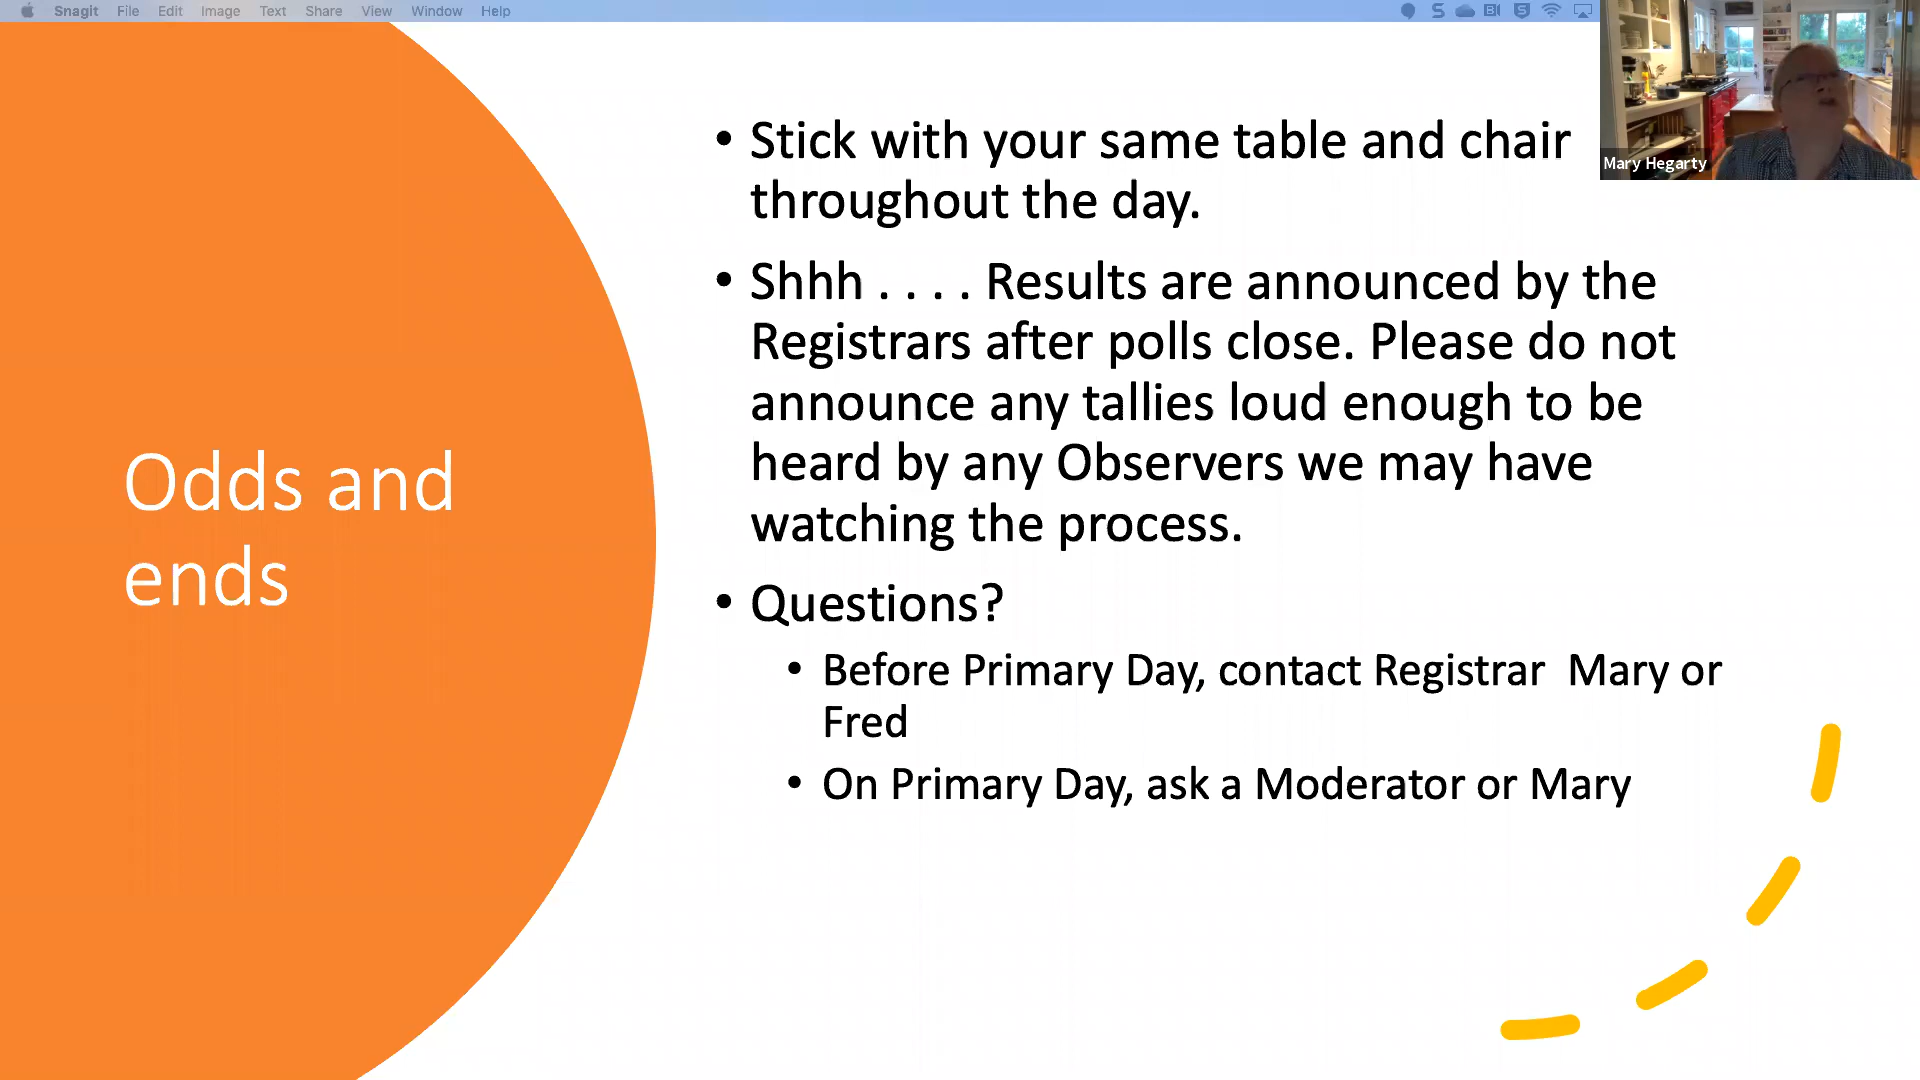 Snagit File Edit Image Text Share View Window Help
Mary Hegarty
Odds and
ends
• Stick with your same table and chair
throughout the day.
• Shhh . . . . Results are announced by the
Registrars after polls close. Please do not
announce any tallies loud enough to be
heard by any Observers we may have
watching the process.
• Questions?
• Before Primary Day, contact Registrar  Mary or
Fred
• On Primary Day, ask a Moderator or Mary